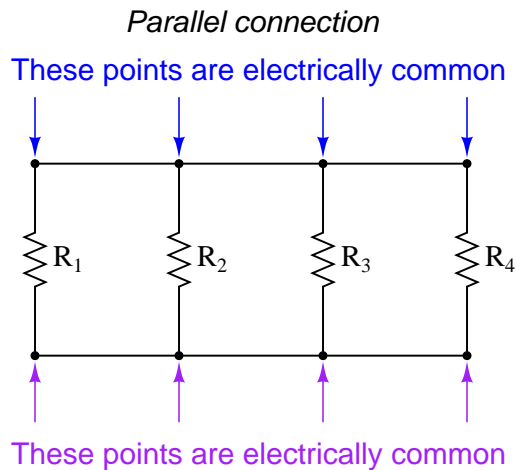 Parallel connection
These points are electrically common
R1 R2 R3 R4
These points are electrically common